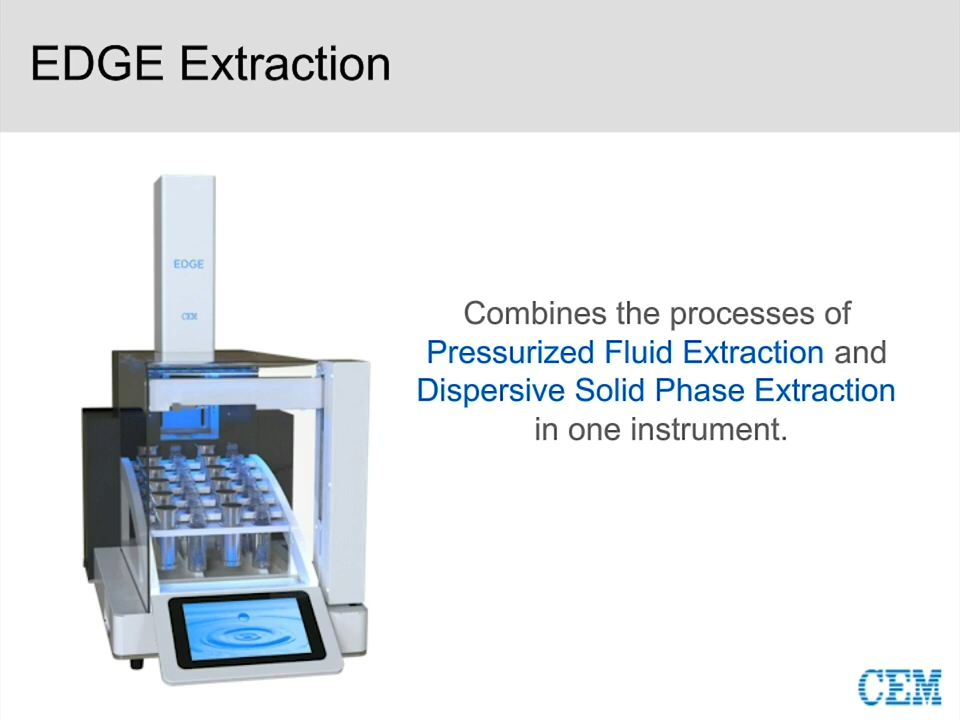 EDGE Extraction
EDGE
CEM
Combines the processes of
Pressurized Fluid Extraction and
Dispersive Solid Phase Extraction
in one instrument.
CEM